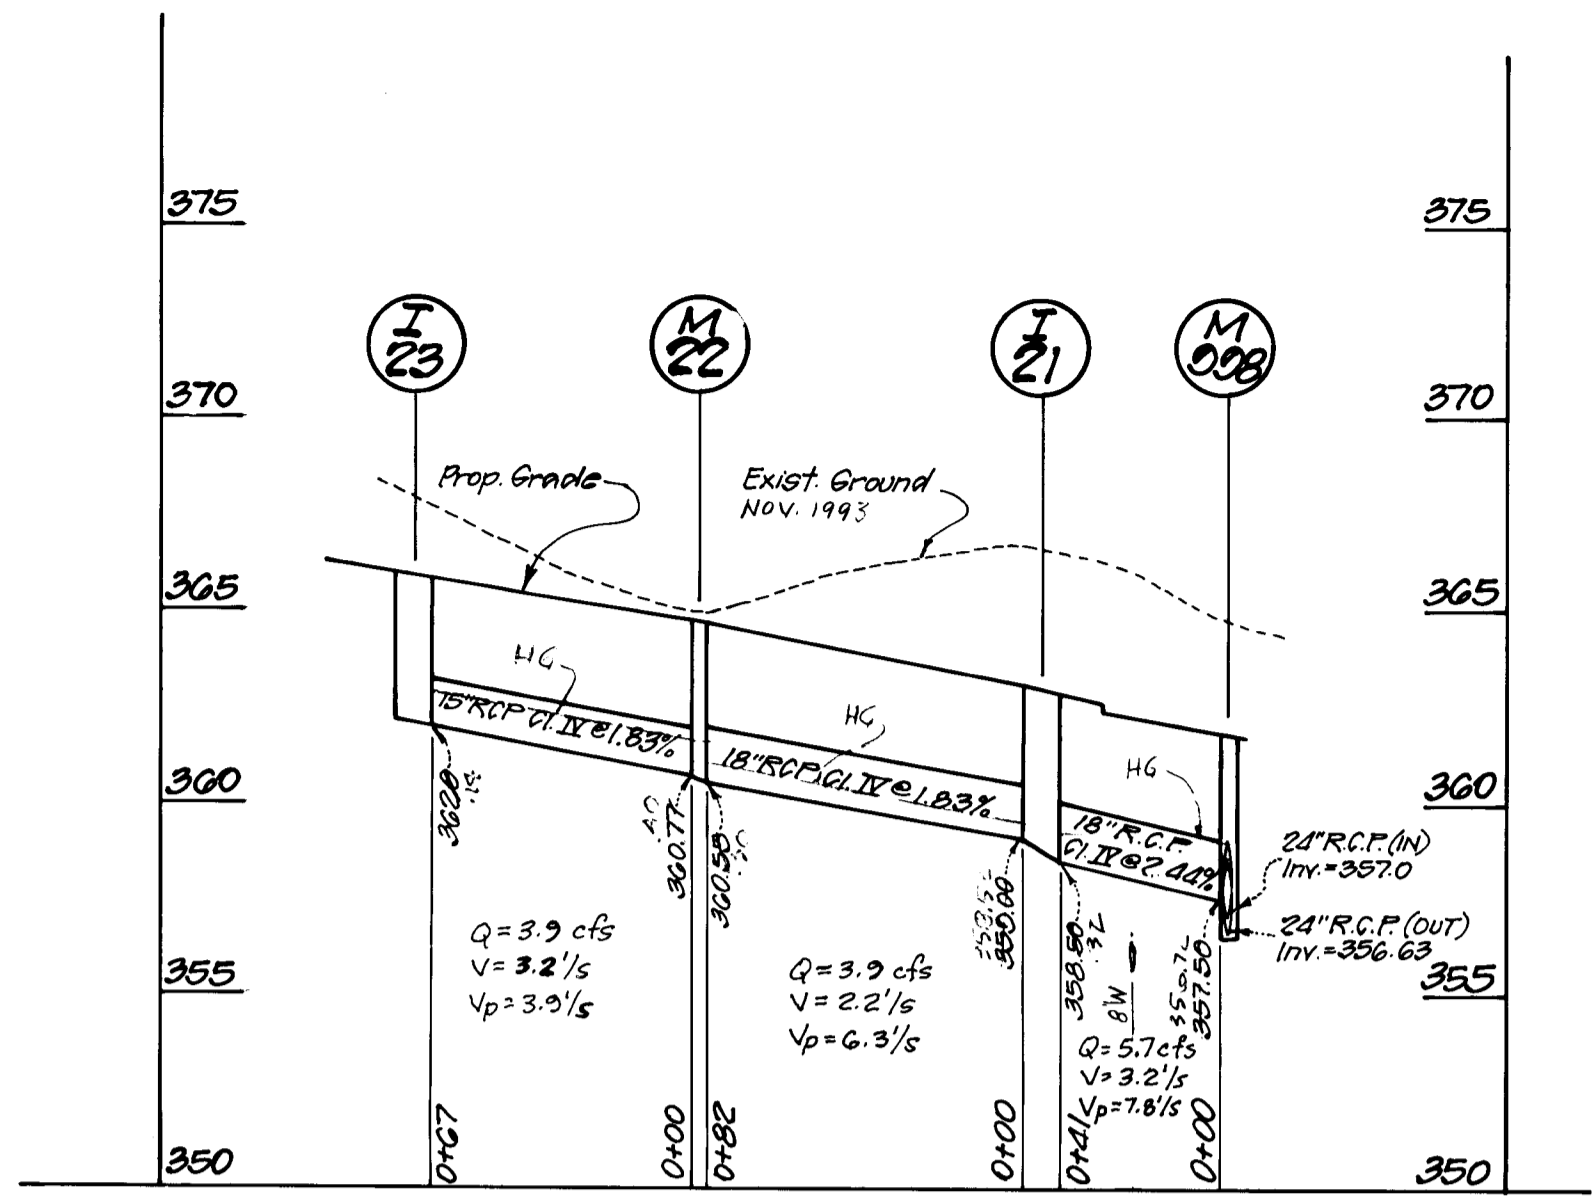 375
375
I
23
M
22
I
21
M
998
370
370
Prop. Grade
Exist. Ground
NOV. 1993
365
365
HG
15" RCP Cl. IV @ 1.83%
HG
18" RCP Cl. IV @ 1.83%
HG
18" R.C.P.
Cl. IV @ 2.44%
360
360
24" R.C.P. (IN)
Inv. = 357.0
24" R.C.P. (OUT)
Inv. = 356.63
360.77
360.50
358.50
.32
8"W
357.50
Q = 3.9 cfs
V = 3.2'/s
Vp = 3.9'/s
Q = 3.9 cfs
V = 2.2'/s
Vp = 6.3'/s
Q = 5.7 cfs
V = 3.2'/s
Vp = 7.8'/s
355
355
0+67
0+00
0+82
0+00
0+41
0+00
350
350